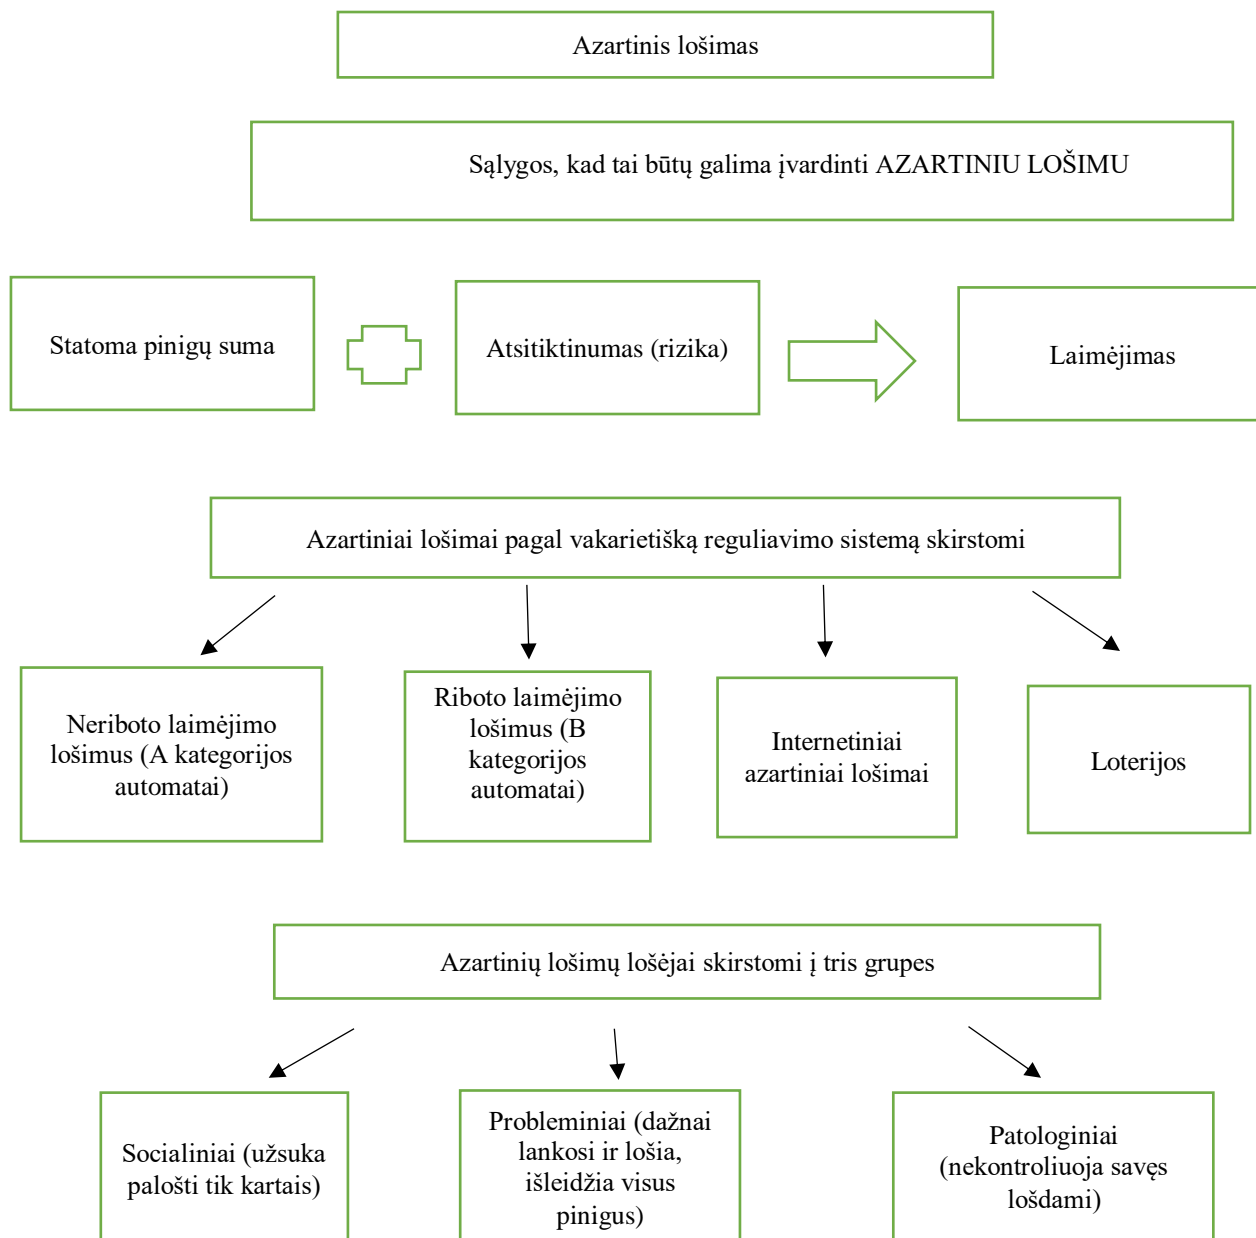 Azartinis lošimas
Sąlygos, kad tai būtų galima įvardinti AZARTINIU LOŠIMU
Statoma pinigų suma
Atsitiktinumas (rizika)
Laimėjimas
Azartiniai lošimai pagal vakarietišką reguliavimo sistemą skirstomi
Neriboto laimėjimo
lošimus (A kategorijos
automatai)
Riboto laimėjimo
lošimus (B
kategorijos
automatai)
Internetiniai
azartiniai lošimai
Loterijos
Azartinių lošimų lošėjai skirstomi į tris grupes
Socialiniai (užsuka
palošti tik kartais)
Probleminiai (dažnai
lankosi ir lošia,
išleidžia visus
pinigus)
Patologiniai
(nekontroliuoja savęs
lošdami)